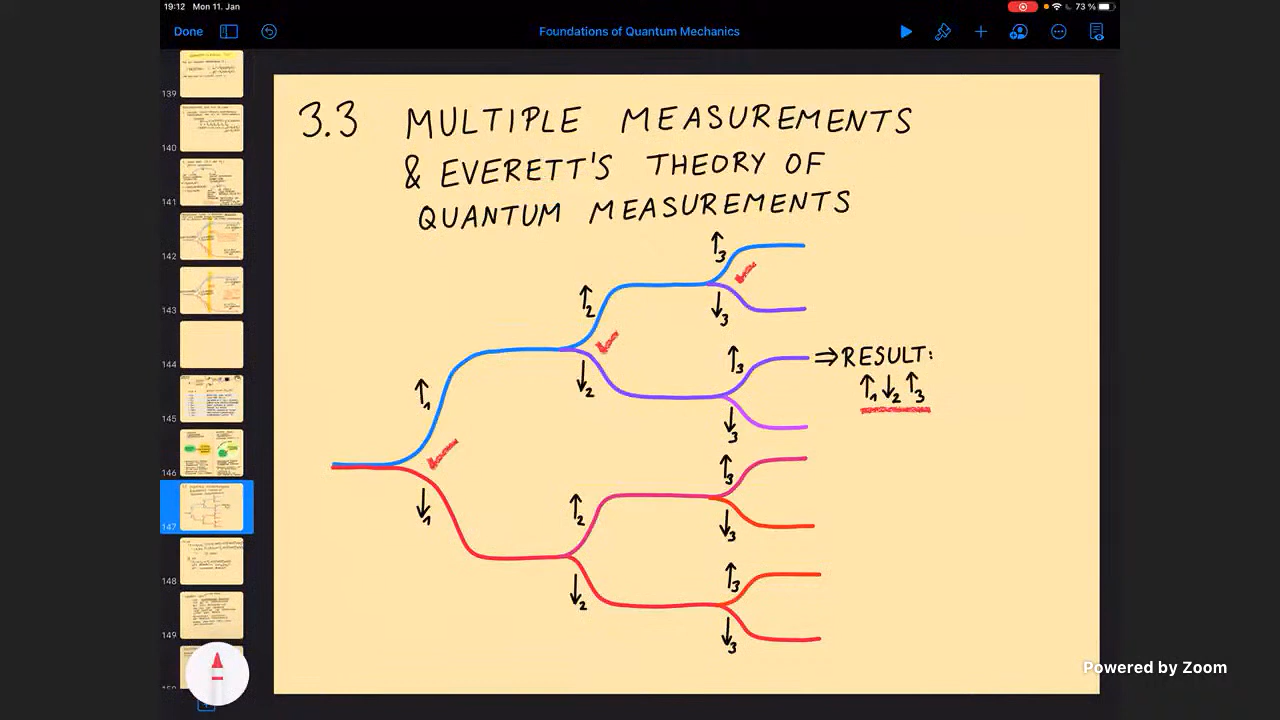 19:12 Mon 11. Jan
73 %
Done
Foundations of Quantum Mechanics
139
140
141
142
143
144
145
146
147
148
149
3.3 MULTIPLE MEASUREMENTS
& EVERETT'S THEORY OF
QUANTUM MEASUREMENTS
↑3
↑2
↓3
↑3
⇒ RESULT:
↓2
↑1 ↓2 ↑3
↑1
↓3
↑3
↓1
↑2
↓3
↑3
↓2
↓3
Powered by Zoom